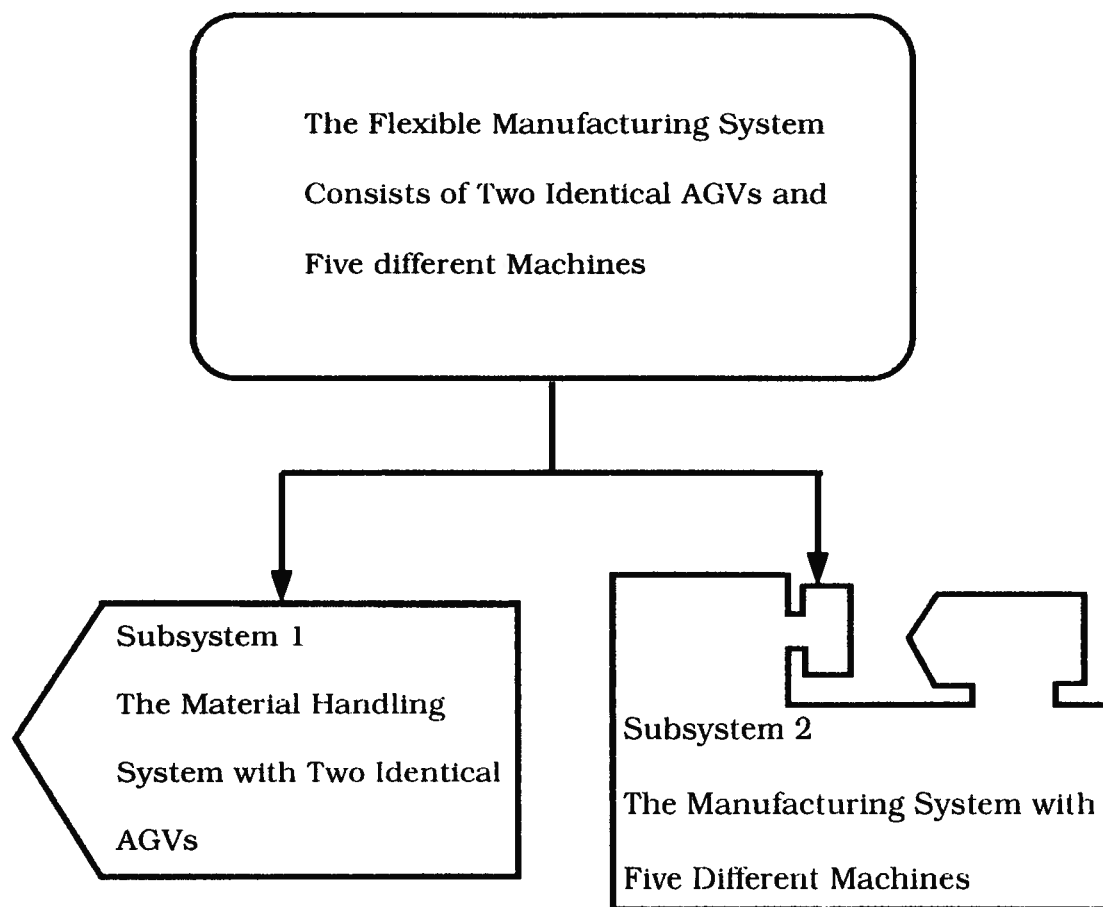 The Flexible Manufacturing System
Consists of Two Identical AGVs and
Five different Machines
Subsystem 1
The Material Handling
System with Two Identical
AGVs
Subsystem 2
The Manufacturing System with
Five Different Machines